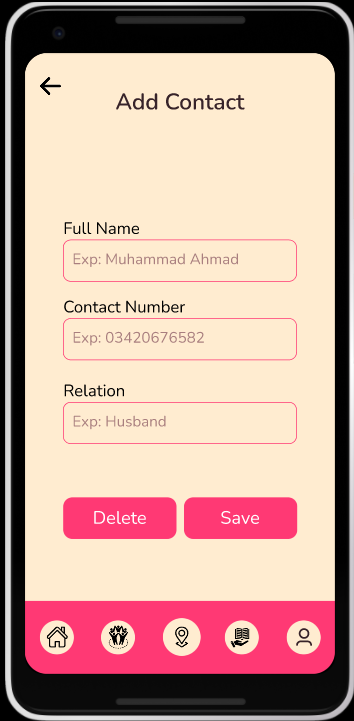 Add Contact
Full Name
Exp: Muhammad Ahmad
Contact Number
Exp: 03420676582
Relation
Exp: Husband
Delete Save